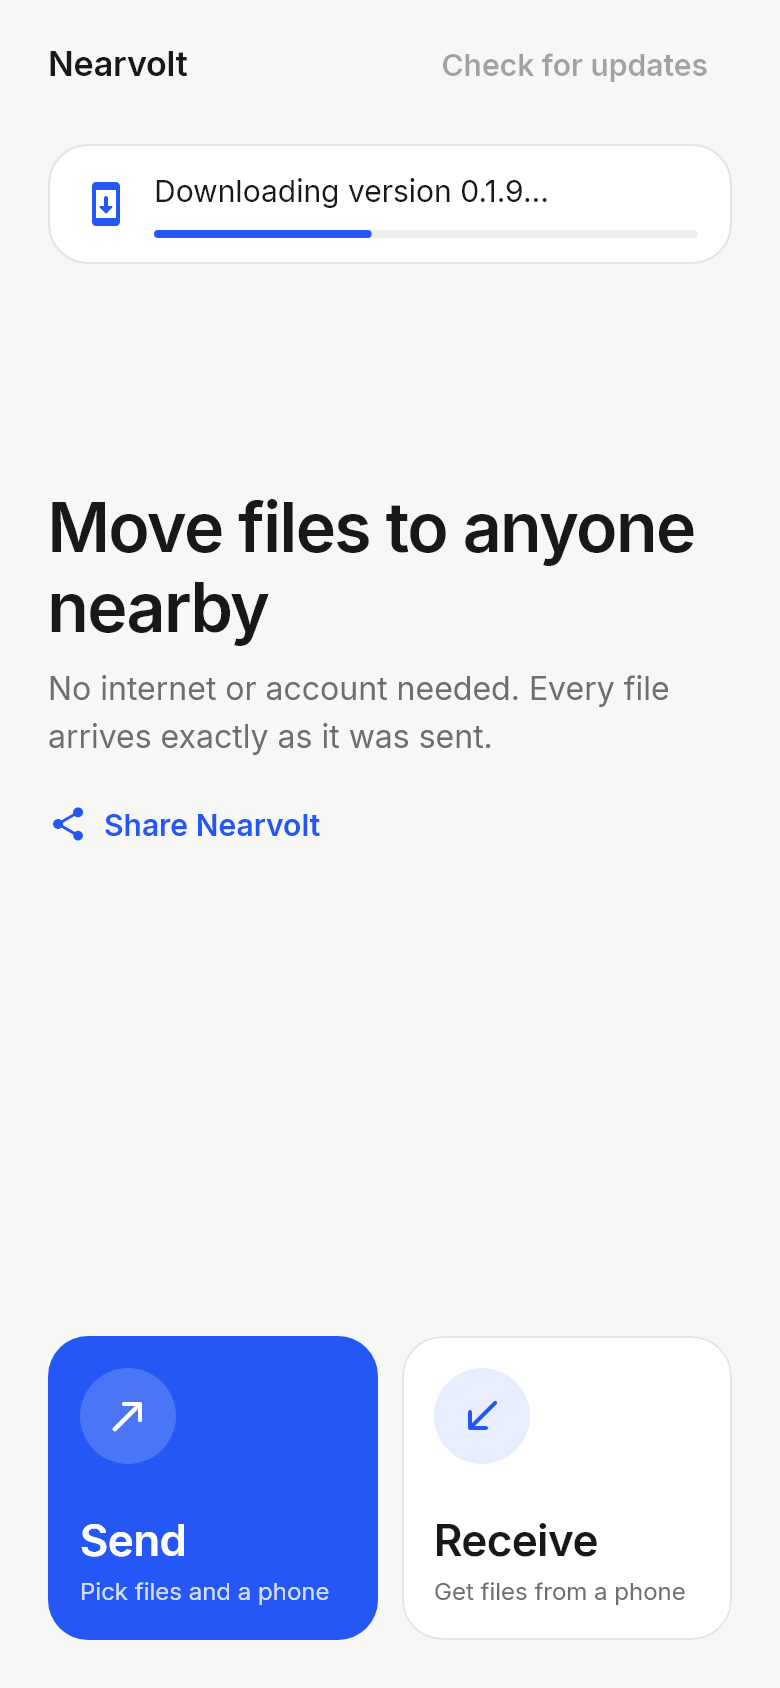 Nearvolt
Check for updates
Downloading version 0.1.9...
Move files to anyone
nearby
No internet or account needed. Every file
arrives exactly as it was sent.
Share Nearvolt
Send
Pick files and a phone
Receive
Get files from a phone